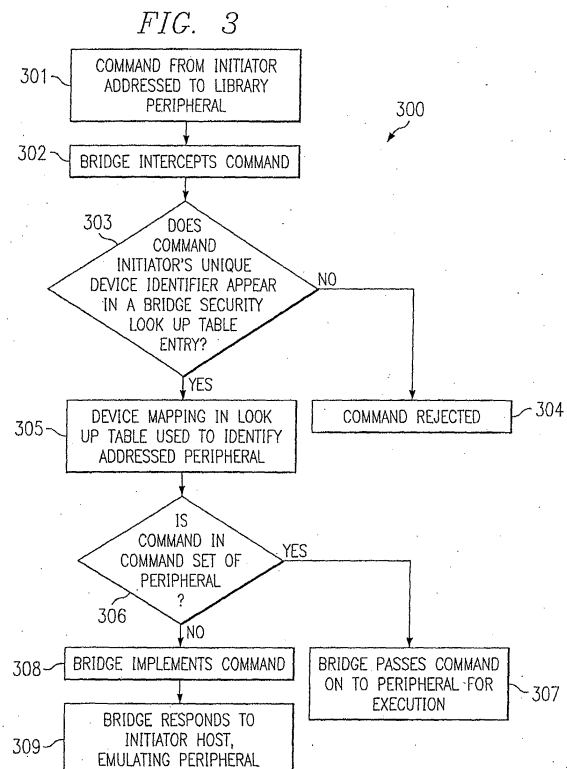 FIG. 3
301
COMMAND FROM INITIATOR
ADDRESSED TO LIBRARY
PERIPHERAL
300
302
BRIDGE INTERCEPTS COMMAND
303
DOES
COMMAND
INITIATOR'S UNIQUE
DEVICE IDENTIFIER APPEAR
IN A BRIDGE SECURITY
LOOK UP TABLE
ENTRY?
NO
YES
305
DEVICE MAPPING IN LOOK
UP TABLE USED TO IDENTIFY
ADDRESSED PERIPHERAL
COMMAND REJECTED
304
IS
COMMAND IN
COMMAND SET OF
PERIPHERAL
?
YES
306
NO
308
BRIDGE IMPLEMENTS COMMAND
BRIDGE PASSES COMMAND
ON TO PERIPHERAL FOR
EXECUTION
307
309
BRIDGE RESPONDS TO
INITIATOR HOST,
EMULATING PERIPHERAL